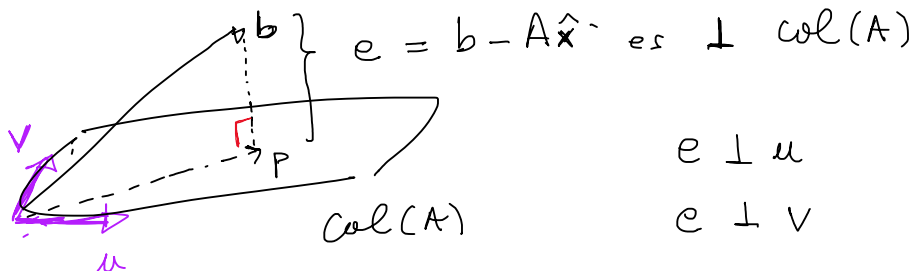 b } e = b - Ax̂ es ⊥ col(A)
v
p
e ⊥ u
col(A)
e ⊥ v
u